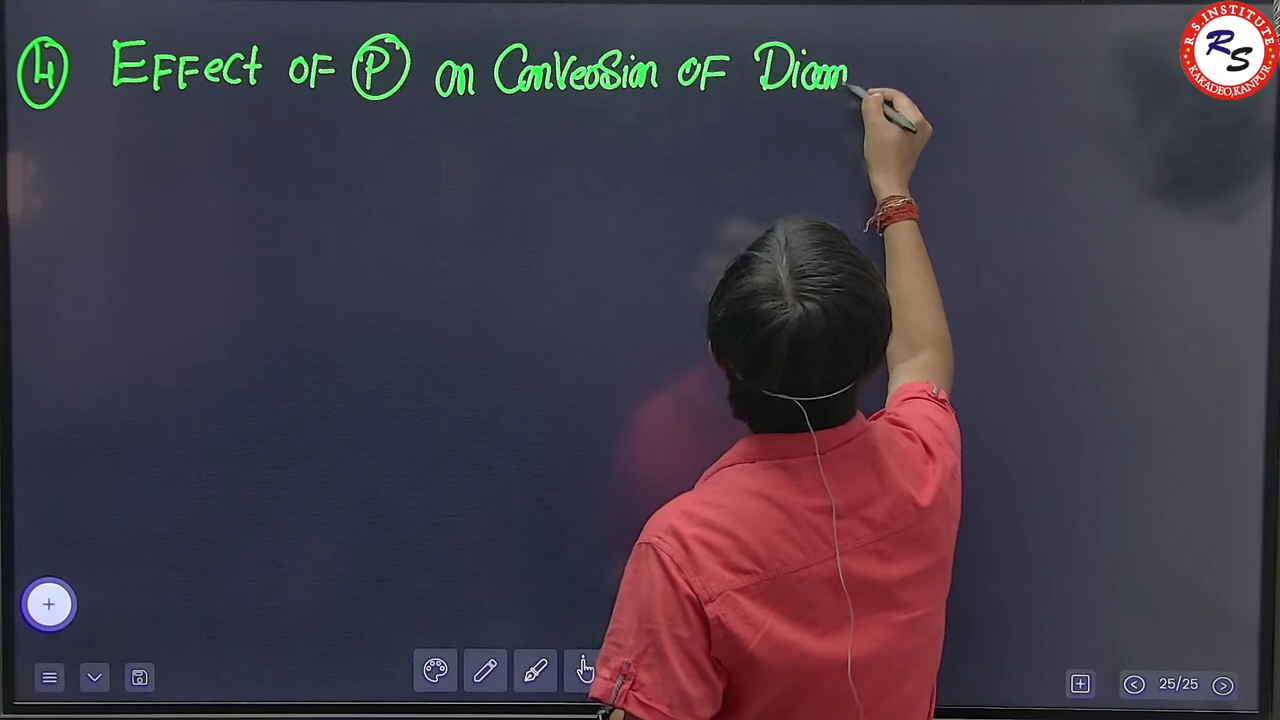 4 Effect of P on Conversion of Diam
R.S. INSTITUTE
RS
KAKADEO, KANPUR
25/25